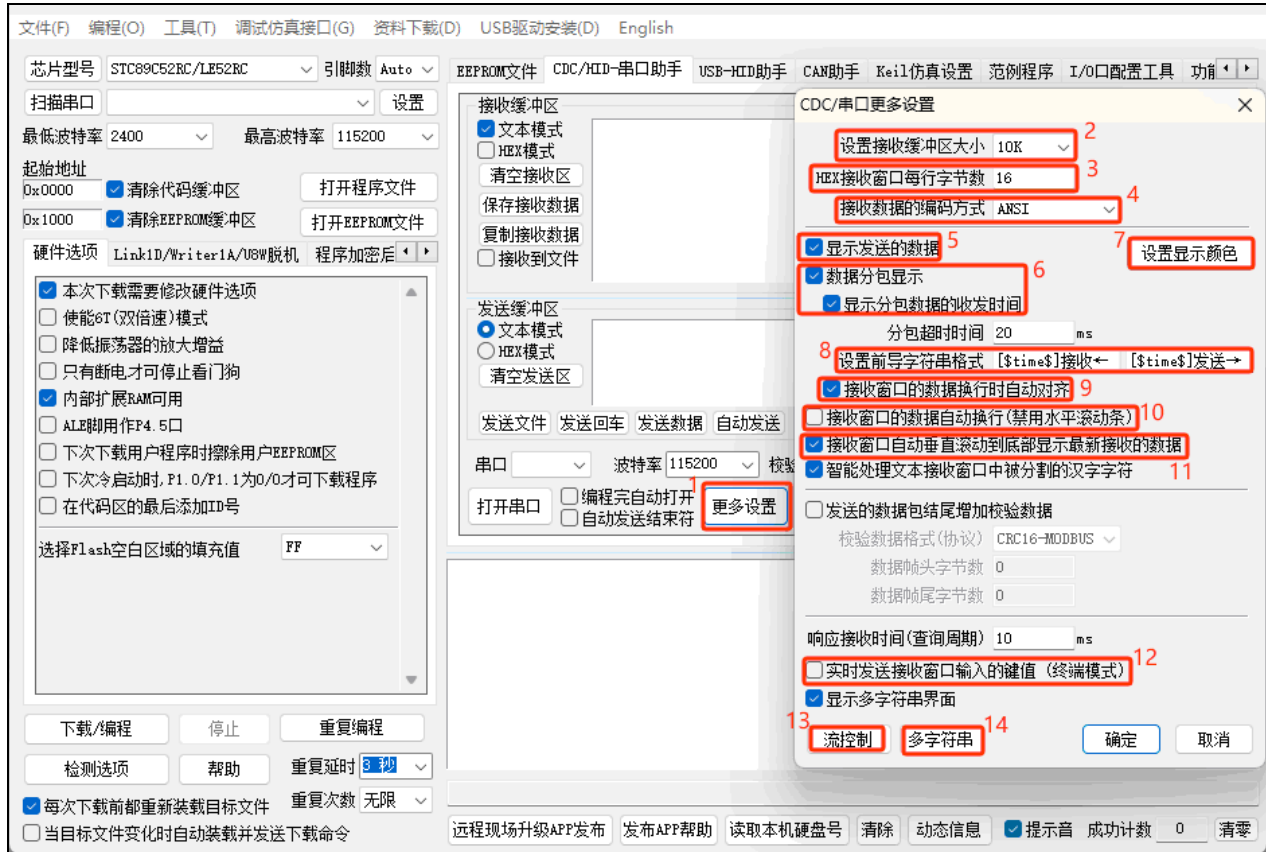 文件(F) 编程(O) 工具(T) 调试仿真接口(G) 资料下载(D) USB驱动安装(D) English
芯片型号 STC89C52RC/LE52RC 引脚数 Auto
扫描串口 设置
最低波特率 2400 最高波特率 115200
起始地址
0x0000 清除代码缓冲区 打开程序文件
0x1000 清除EEPROM缓冲区 打开EEPROM文件
硬件选项 Link1D/Writer1A/U8W脱机 程序加密后
本次下载需要修改硬件选项
使能6T(双倍速)模式
降低振荡器的放大增益
只有断电才可停止看门狗
内部扩展RAM可用
ALE脚用作P4.5口
下次下载用户程序时擦除用户EEPROM区
下次冷启动时,P1.0/P1.1为0/0才可下载程序
在代码区的最后添加ID号
选择Flash空白区域的填充值 FF
下载/编程 停止 重复编程
检测选项 帮助 重复延时 3 秒
每次下载前都重新装载目标文件 重复次数 无限
当目标文件变化时自动装载并发送下载命令
EEPROM文件 CDC/HID-串口助手 USB-HID助手 CAN助手 Keil仿真设置 范例程序 I/O口配置工具
接收缓冲区
文本模式
HEX模式
清空接收区
保存接收数据
复制接收数据
接收到文件
发送缓冲区
文本模式
HEX模式
清空发送区
发送文件 发送回车 发送数据 自动发送
串口 波特率 115200
打开串口 编程完自动打开 1 更多设置
自动发送结束符
CDC/串口更多设置
设置接收缓冲区大小 10K 2
HEX接收窗口每行字节数 16 3
接收数据的编码方式 ANSI 4
显示发送的数据 5 7 设置显示颜色
数据分包显示 6
显示分包数据的收发时间
分包超时时间 20 ms
8 设置前导字符串格式 [$time$]接收← [$time$]发送→
接收窗口的数据换行时自动对齐 9
接收窗口的数据自动换行(禁用水平滚动条) 10
接收窗口自动垂直滚动到底部显示最新接收的数据
智能处理文本接收窗口中被分割的汉字字符 11
发送的数据包结尾增加校验数据
校验数据格式(协议) CRC16-MODBUS
数据帧头字节数 0
数据帧尾字节数 0
响应接收时间(查询周期) 10 ms
实时发送接收窗口输入的键值 (终端模式) 12
显示多字符串界面
13 流控制 多字符串 14 确定 取消
远程现场升级APP发布 发布APP帮助 读取本机硬盘号 清除 动态信息 提示音 成功计数 0 清零